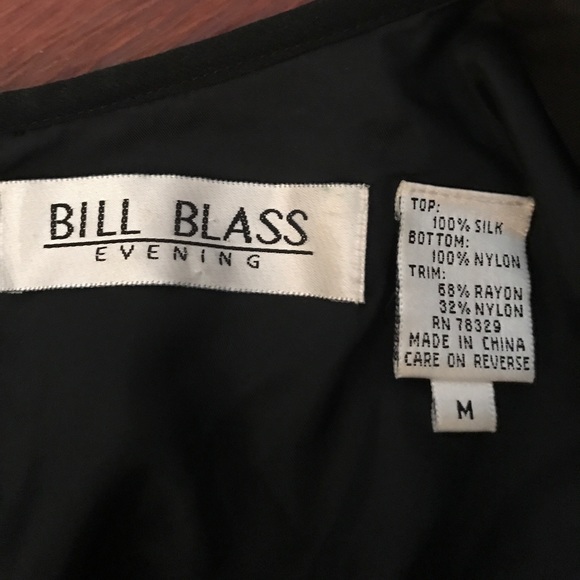 BILL BLASS
EVENING
TOP:
100% SILK
BOTTOM:
100% NYLON
TRIM:
68% RAYON
32% NYLON
RN 78329
MADE IN CHINA
CARE ON REVERSE
M